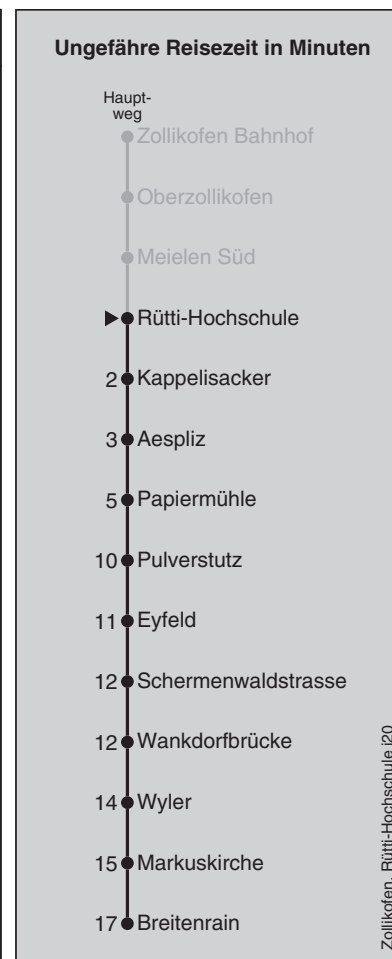 Ungefähre Reisezeit in Minuten
Haupt-
weg
Zollikofen Bahnhof
Oberzollikofen
Meielen Süd
Rütti-Hochschule
2 Kappelisacker
3 Aespliz
5 Papiermühle
10 Pulverstutz
11 Eyfeld
12 Schermenwaldstrasse
12 Wankdorfbrücke
14 Wyler
15 Markuskirche
17 Breitenrain
Zollikofen, Rütti-Hochschule i20